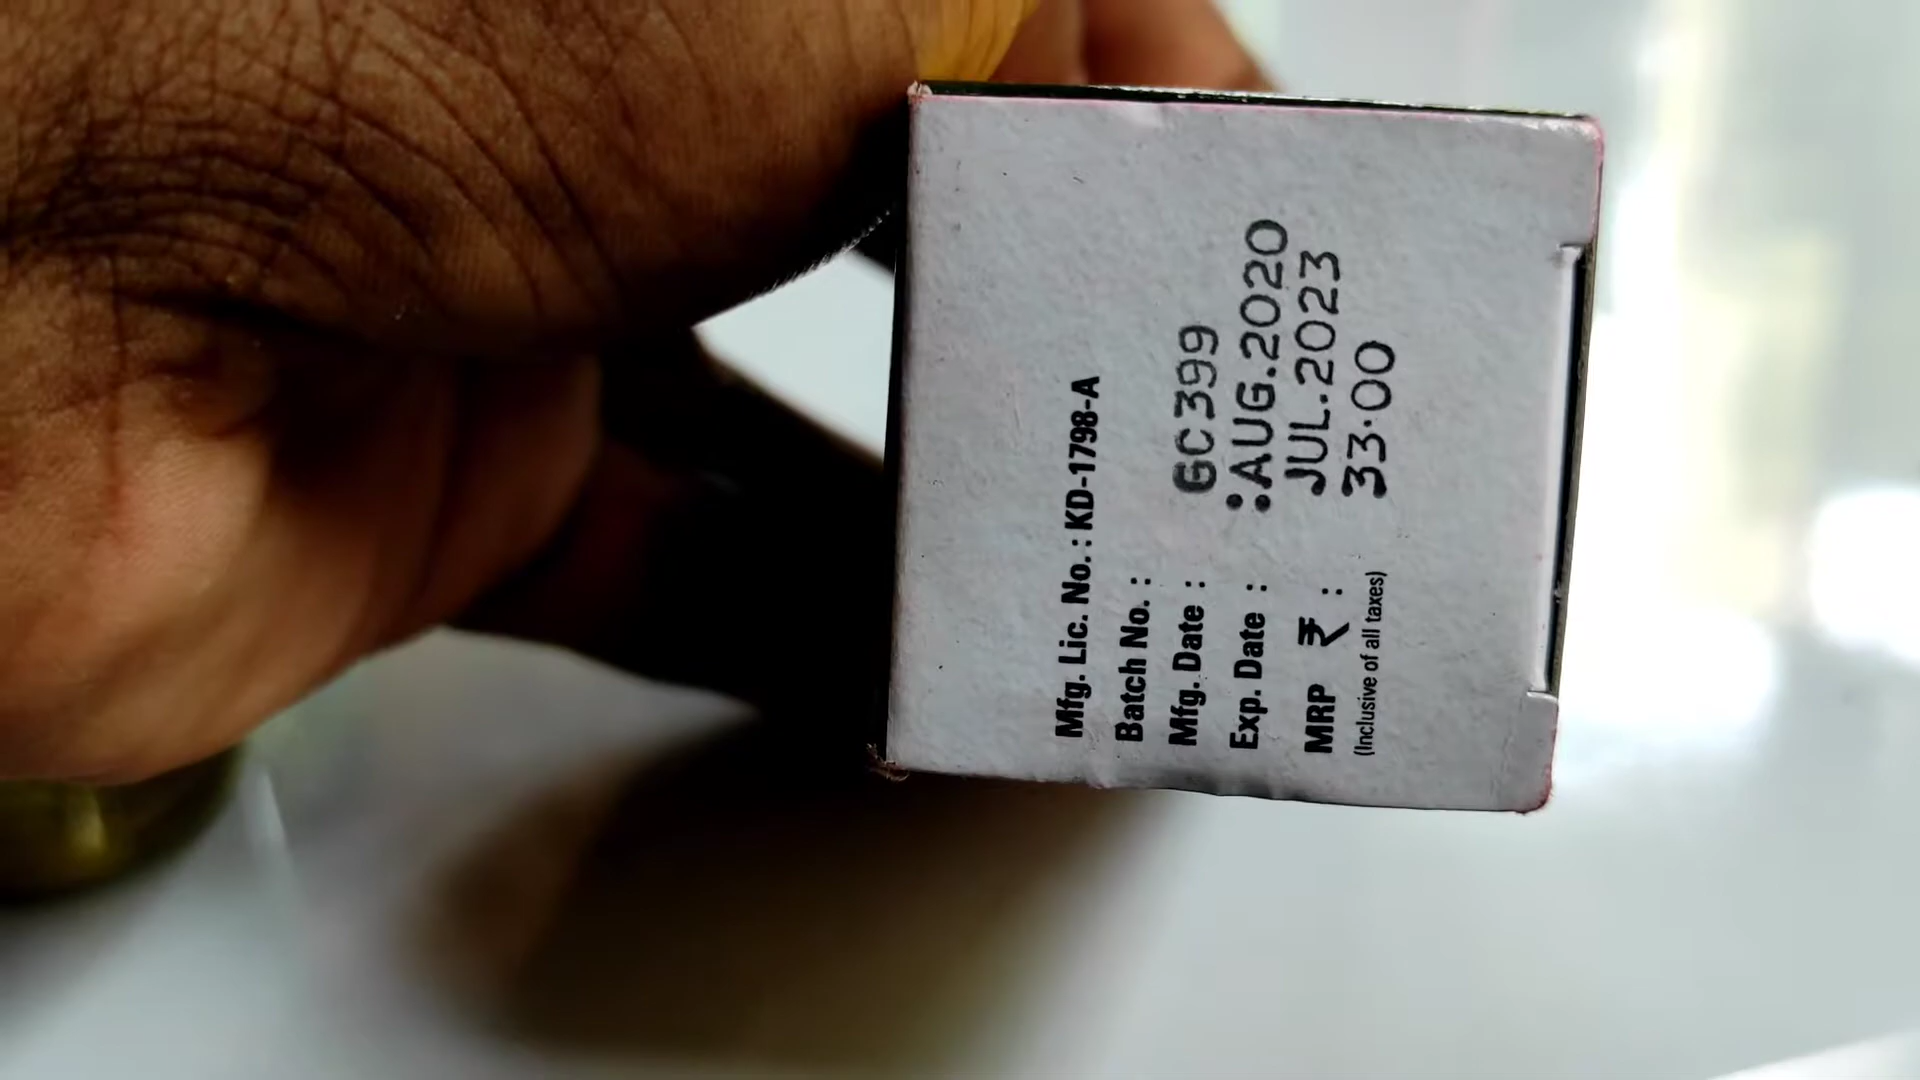 Mfg. Lic. No. : KD-1798-A
Batch No. : GC399
Mfg. Date : :AUG.2020
Exp. Date : JUL.2023
MRP ₹ : 33.00
(Inclusive of all taxes)